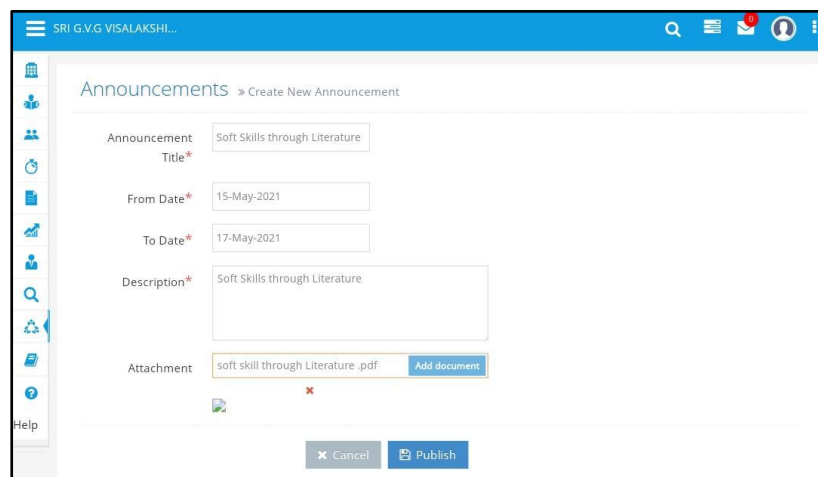 SRI G.V.G VISALAKSHI...
0
Announcements » Create New Announcement
Announcement Title* Soft Skills through Literature
From Date* 15-May-2021
To Date* 17-May-2021
Description* Soft Skills through Literature
Attachment soft skill through Literature .pdf Add document
Help
Cancel Publish